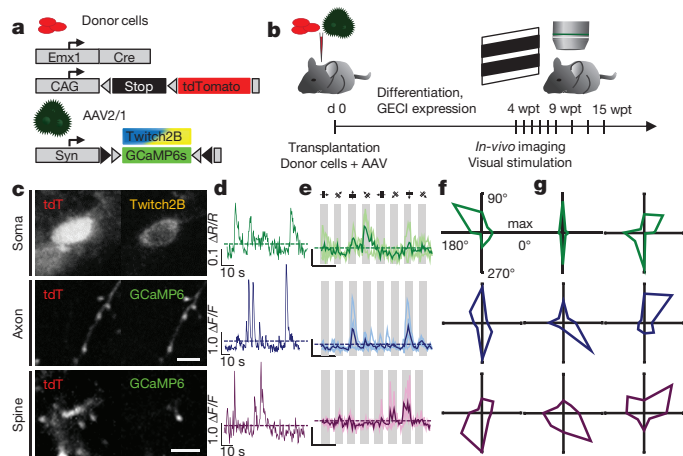 a
Donor cells
Emx1 Cre
CAG Stop tdTomato
AAV2/1
Twitch2B
Syn GCaMP6s
b
Differentiation,
GECI expression
d 0
4 wpt 9 wpt 15 wpt
Transplantation
Donor cells + AAV
In-vivo imaging
Visual stimulation
c d e f g
Soma
tdT Twitch2B
0.1 ΔR/R
10 s
90°
180° max
0°
270°
Axon
tdT GCaMP6
1.0 ΔF/F
10 s
Spine
tdT GCaMP6
1.0 ΔF/F
10 s